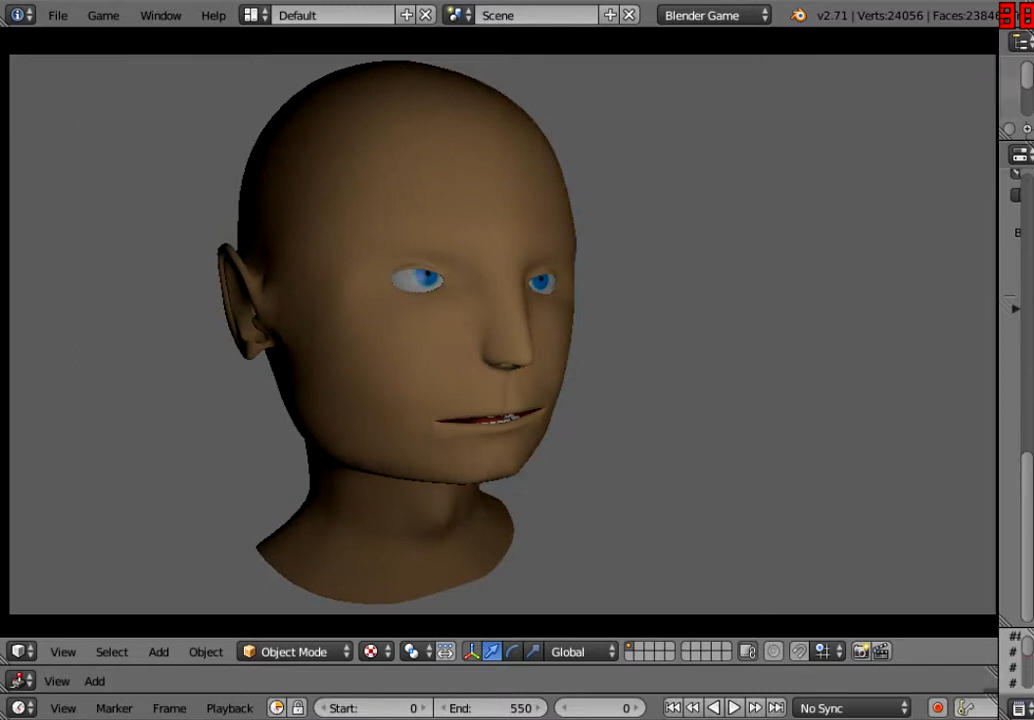 File Game Window Help Default Scene Blender Game v2.71 | Verts:24056 | Faces:23846
View Select Add Object Object Mode Global
View Add
View Marker Frame Playback Start: 0 End: 550 0 No Sync